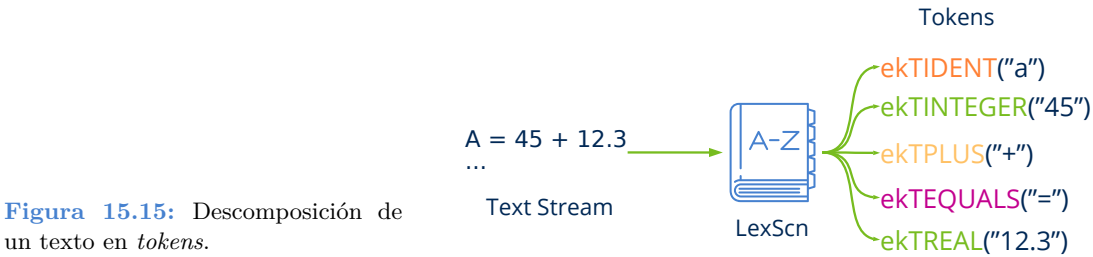 Figura 15.15: Descomposición de
un texto en tokens.
A = 45 + 12.3
...
Text Stream
A-Z
LexScn
Tokens
ekTIDENT(”a”)
ekTINTEGER(”45”)
ekTPLUS(”+”)
ekTEQUALS(”=”)
ekTREAL(”12.3”)